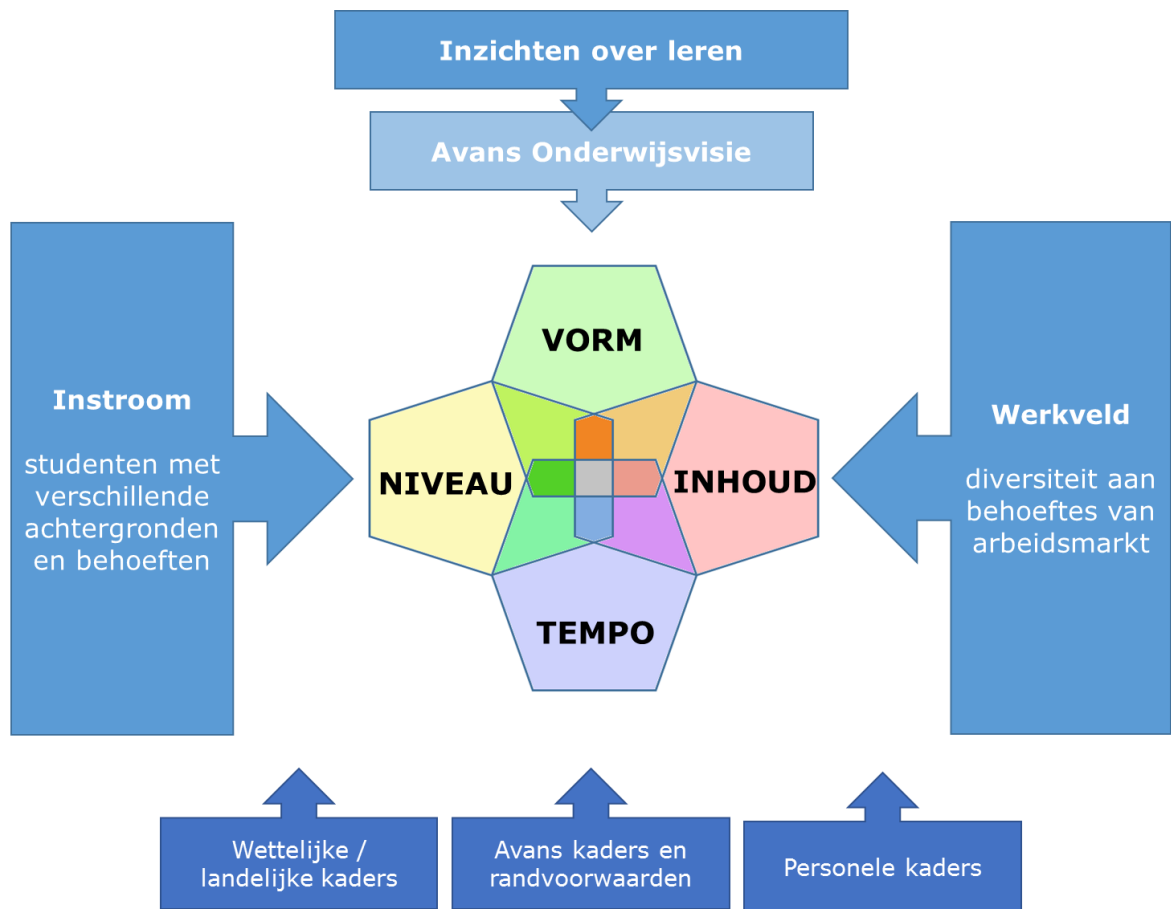 Inzichten over leren
Avans Onderwijsvisie
Instroom
studenten met
verschillende
achtergronden
en behoeften
VORM
NIVEAU
INHOUD
TEMPO
Werkveld
diversiteit aan
behoeftes van
arbeidsmarkt
Wettelijke /
landelijke kaders
Avans kaders en
randvoorwaarden
Personele kaders